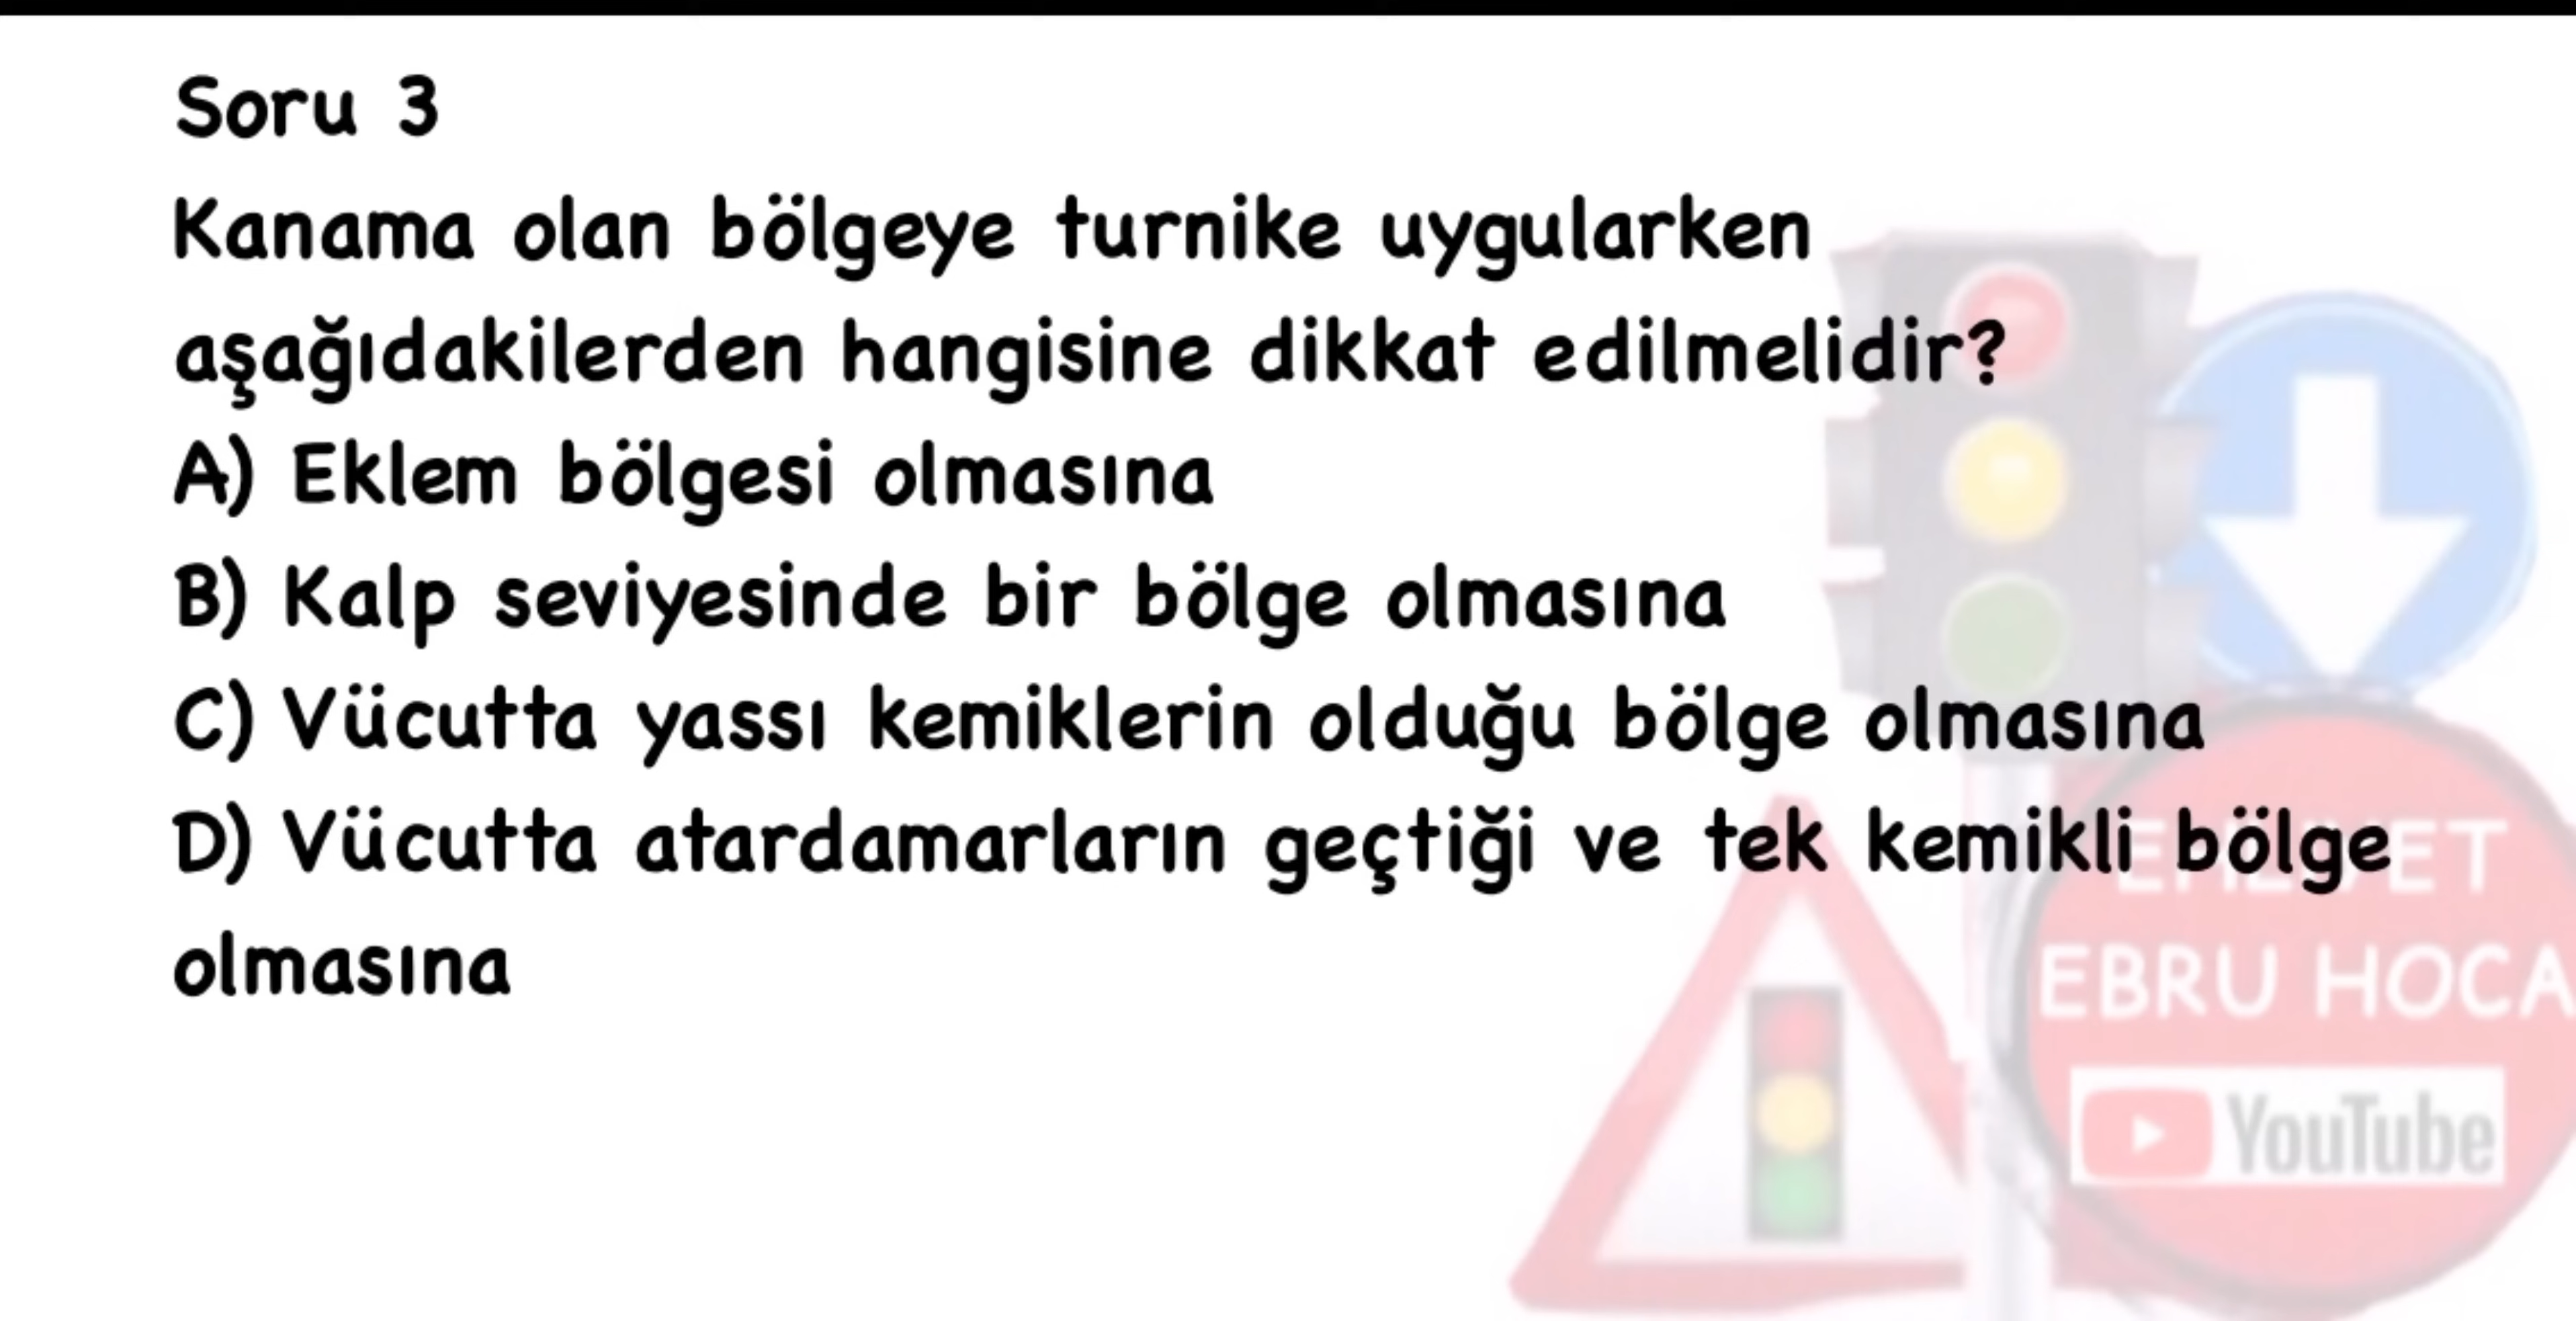 Soru 3
Kanama olan bölgeye turnike uygularken
aşağıdakilerden hangisine dikkat edilmelidir?
A) Eklem bölgesi olmasına
B) Kalp seviyesinde bir bölge olmasına
C) Vücutta yassı kemiklerin olduğu bölge olmasına
D) Vücutta atardamarların geçtiği ve tek kemikli bölge
olmasına
EBRU HOCA
YouTube